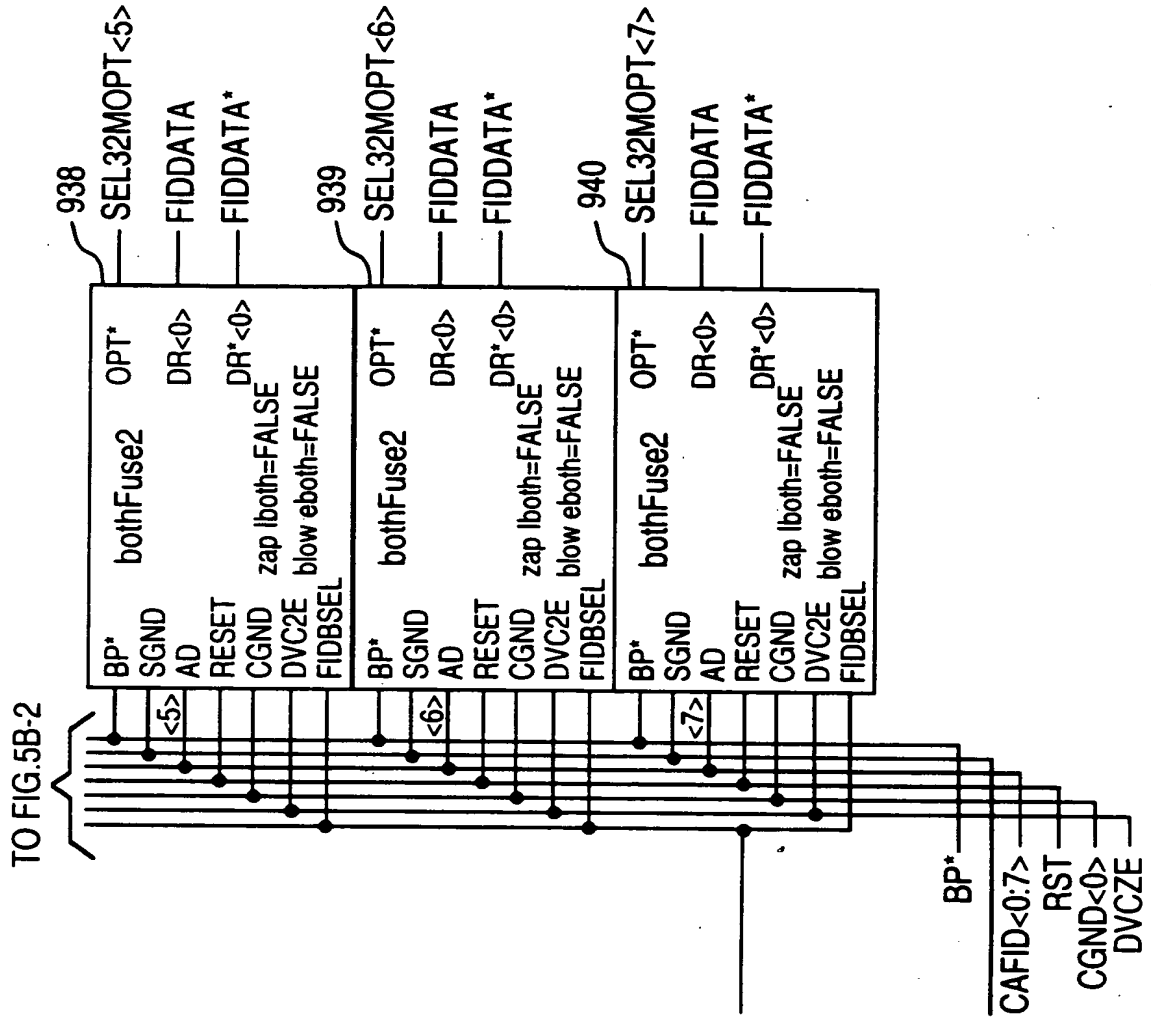 TO FIG.5B-2
938
BP*
SGND
<5>
AD
RESET
CGND
DVC2E
FIDBSEL
bothFuse2
zap lboth=FALSE
blow eboth=FALSE
OPT*
DR<0>
DR*<0>
SEL32MOPT<5>
FIDDATA
FIDDATA*
939
BP*
SGND
<6>
AD
RESET
CGND
DVC2E
FIDBSEL
bothFuse2
zap lboth=FALSE
blow eboth=FALSE
OPT*
DR<0>
DR*<0>
SEL32MOPT<6>
FIDDATA
FIDDATA*
940
BP*
SGND
<7>
AD
RESET
CGND
DVC2E
FIDBSEL
bothFuse2
zap lboth=FALSE
blow eboth=FALSE
OPT*
DR<0>
DR*<0>
SEL32MOPT<7>
FIDDATA
FIDDATA*
BP*
CAFID<0:7>
RST
CGND<0>
DVCZE